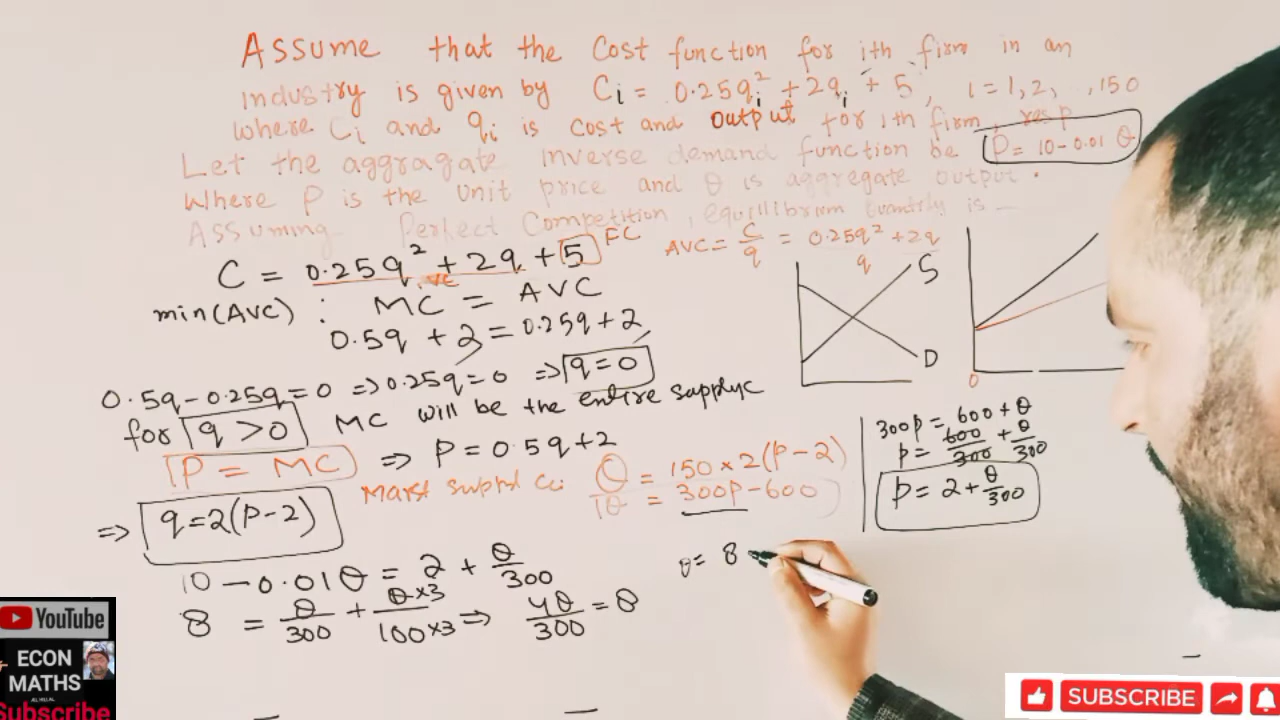 Assume that the Cost function for ith firm in an
industry is given by Ci = 0.25qi² + 2qi + 5, i = 1,2, .,150
where Ci and qi is cost and output for ith firm, resp
Let the aggragate inverse demand function be P = 10 - 0.01 θ
where P is the unit price and θ is aggregate output.
Assuming Perfect Competition, equillibrium quantity is —
C = 0.25q² + 2q + 5 FC
VC
AVC = C/q = 0.25q² + 2q / q
min(AVC) : MC = AVC
0.5q + 2 = 0.25q + 2
0.5q - 0.25q = 0 => 0.25q = 0 => q = 0
for q > 0 MC will be the entire supplyc
P = MC => P = 0.5q + 2
=> q = 2(P - 2)
θ = 150 × 2(P - 2)
= 300P - 600
S
D
0
300p = 600 + θ
p = 600/300 + θ/300
p = 2 + θ/300
10 - 0.01θ = 2 + θ/300
8 = θ/300 + θ×3/100×3 => 4θ/300 = 8
θ = 8
YouTube
ECON
MATHS
Subscribe
SUBSCRIBE